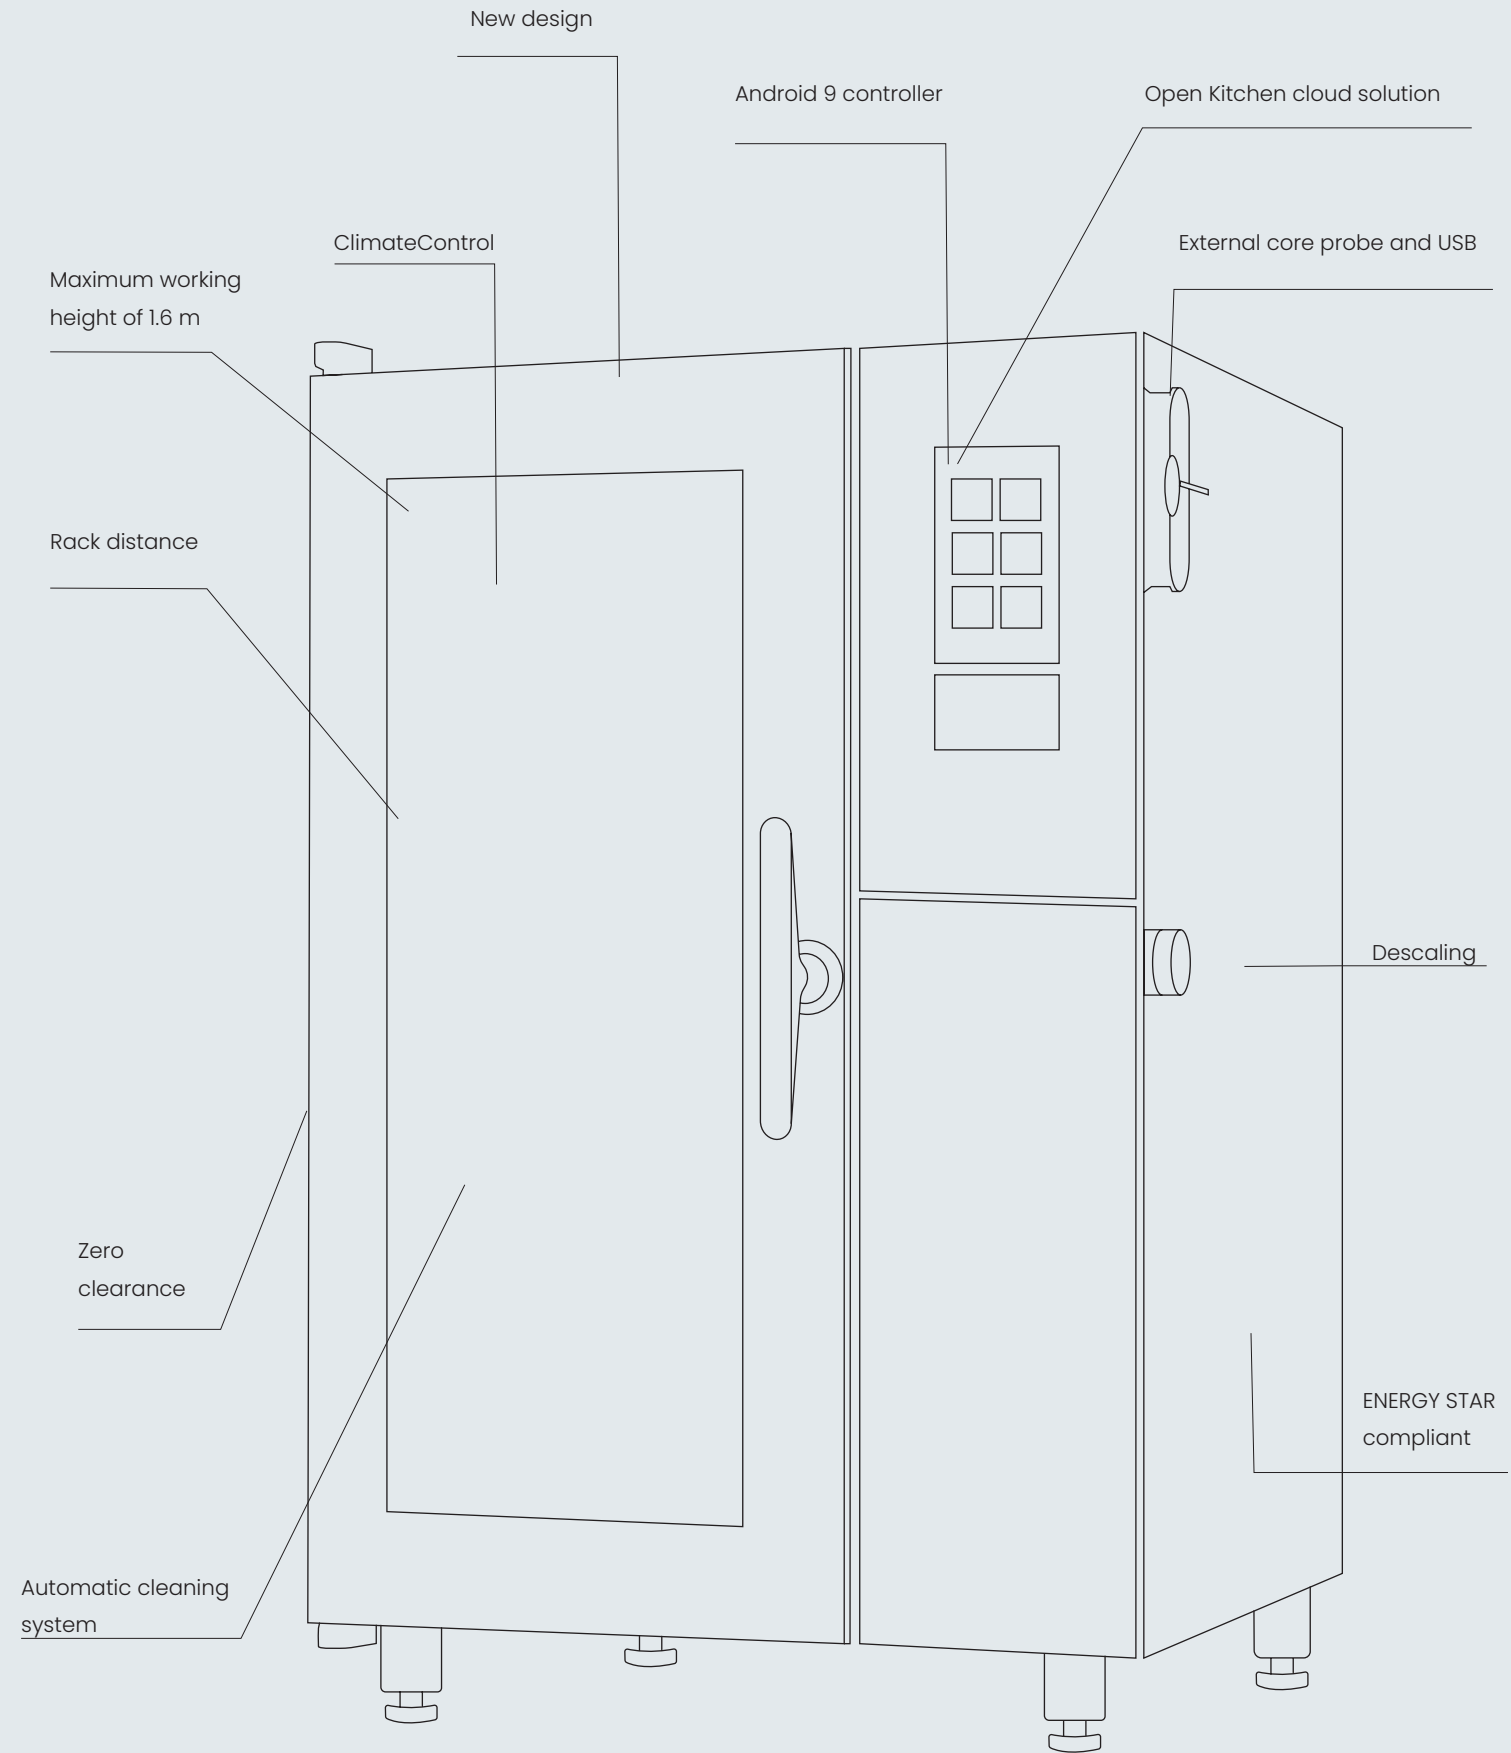 New design
Android 9 controller
Open Kitchen cloud solution
ClimateControl
External core probe and USB
Maximum working
height of 1.6 m
Rack distance
Descaling
Zero
clearance
ENERGY STAR
compliant
Automatic cleaning
system